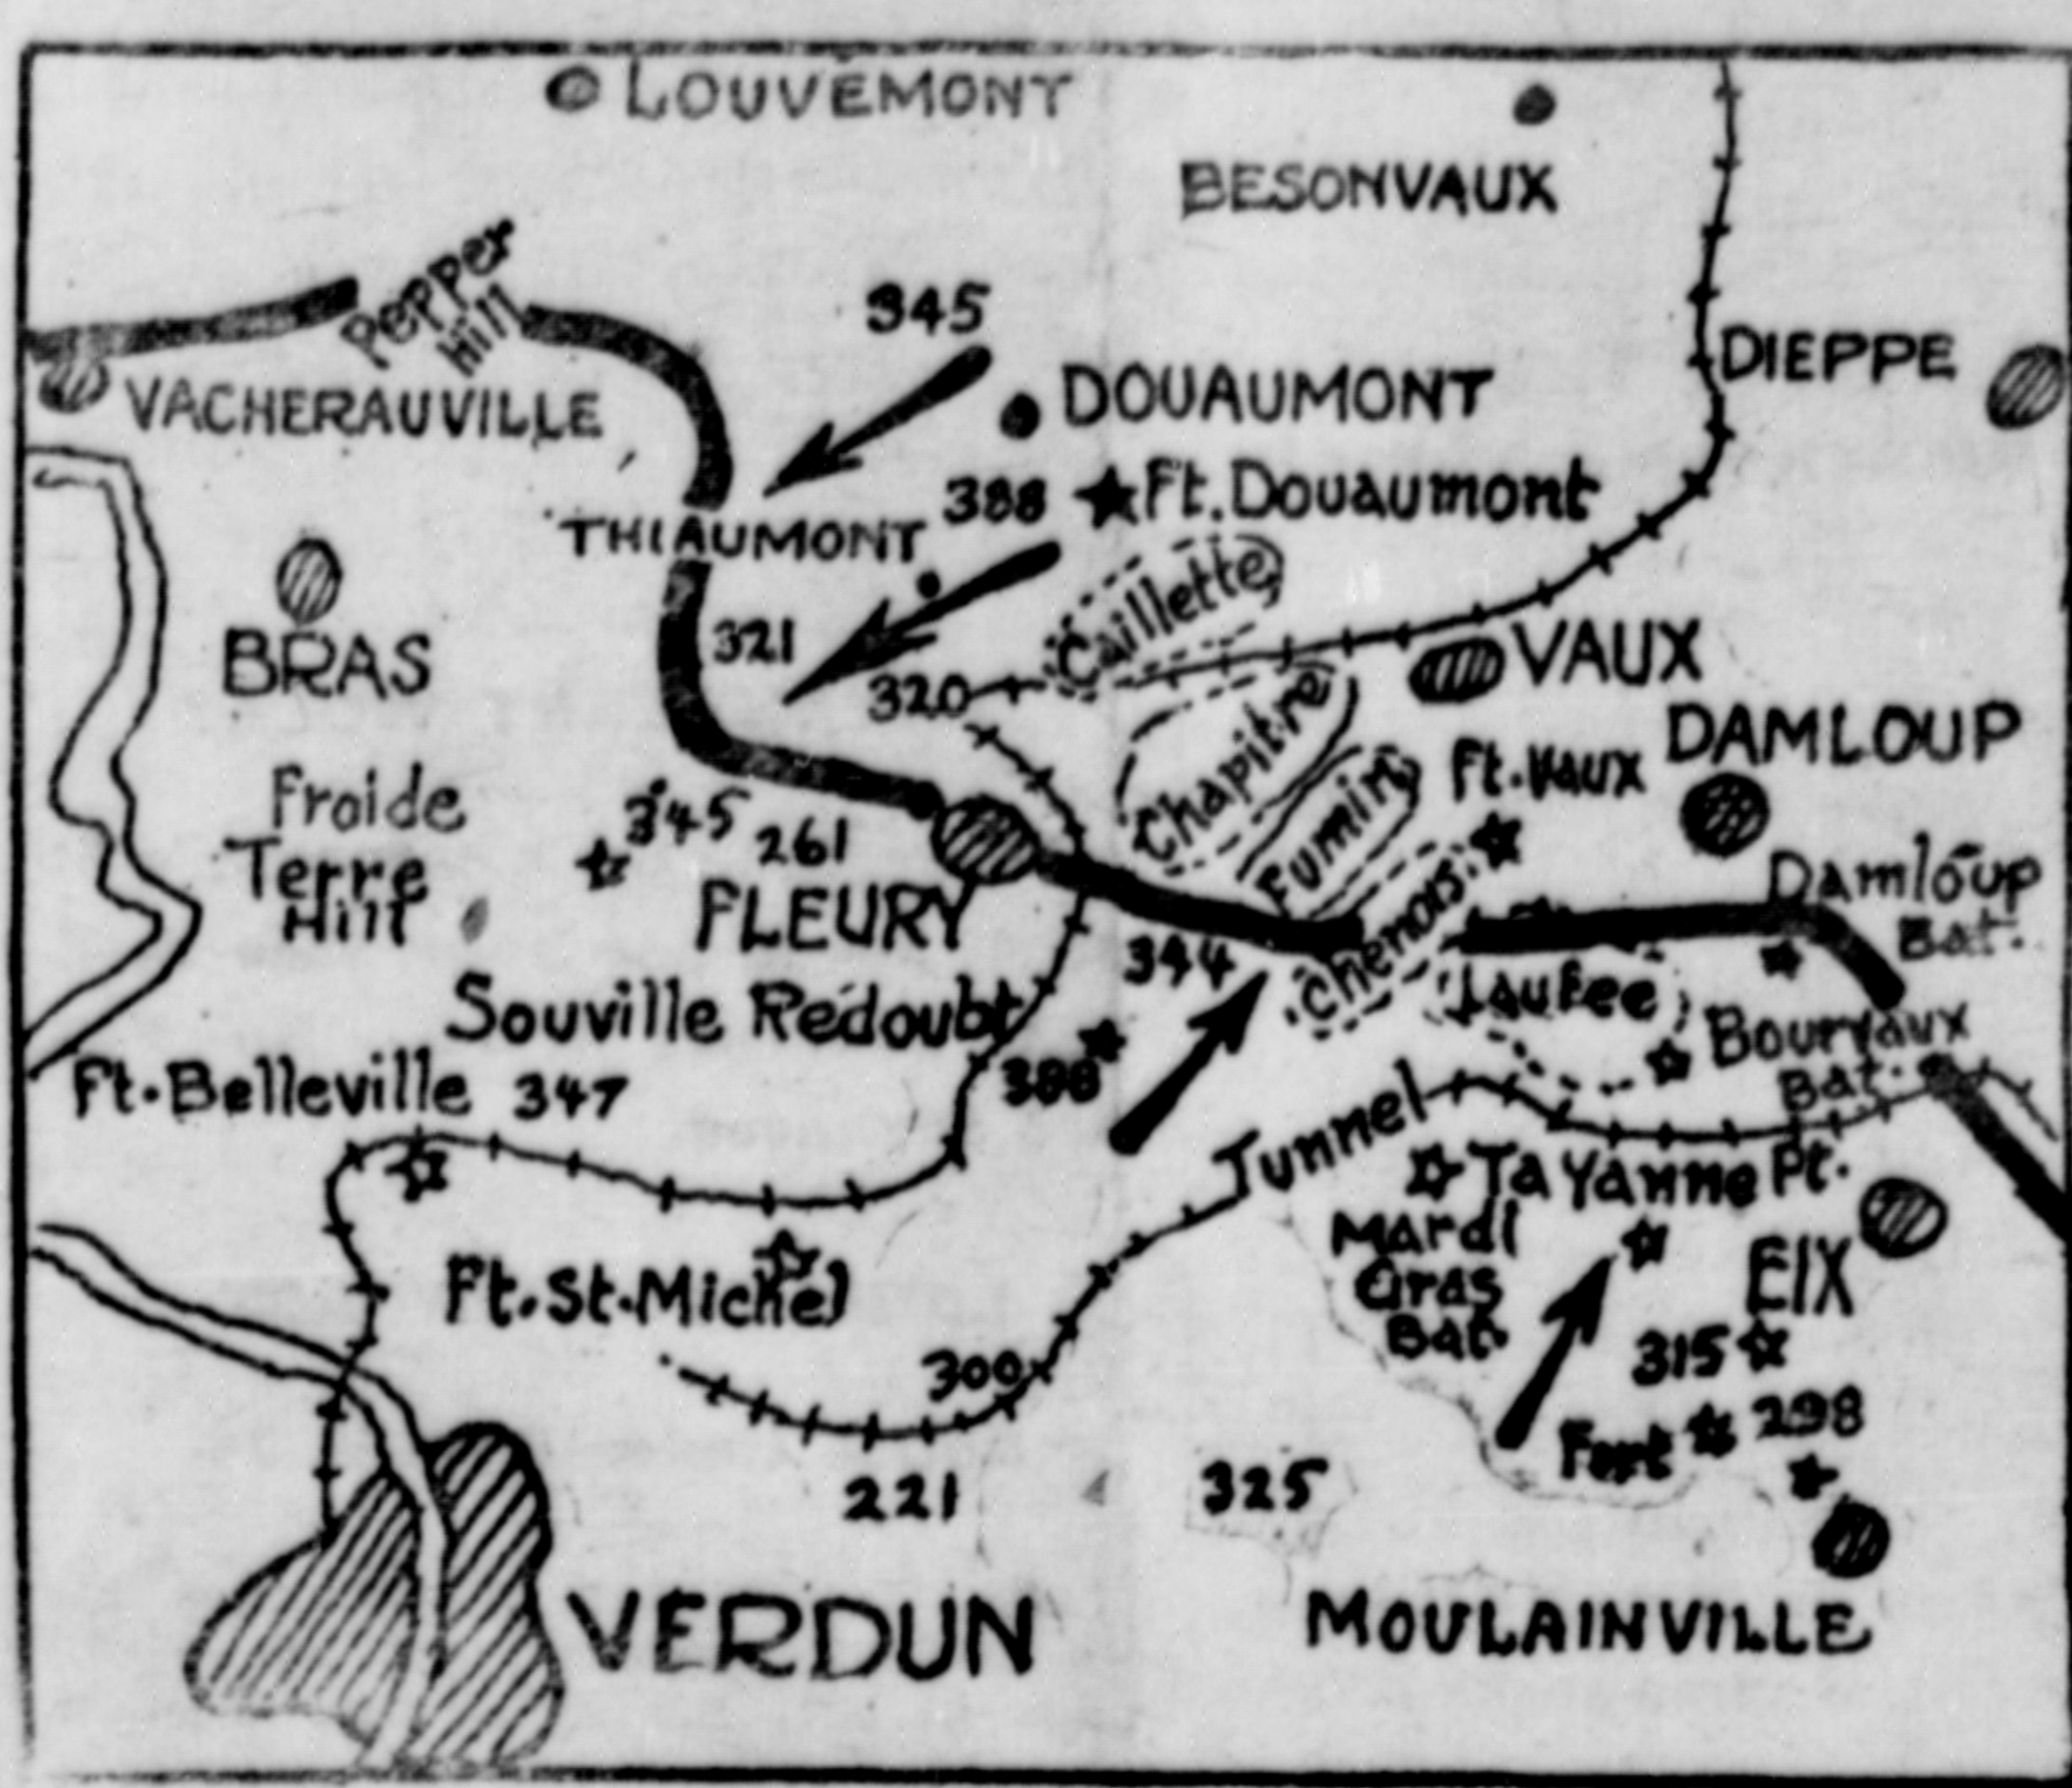 LOUVEMONT
BESONVAUX
Pepper
Hill
345
DIEPPE
VACHERAUVILLE
DOUAUMONT
388
Ft. Douaumont
THIAUMONT
Caillette
BRAS
321
320
VAUX
Chapitre
DAMLOUP
Ft. VAUX
Fumin
Froide
Terre
Hill
345
261
FLEURY
Damloup
Bat.
344
Chenois
Laufee
Souville Redoubt
Bourvaux
Bat.
Ft. Belleville 347
388
Tunnel
TaYanne Pt.
Mardi
Gras
Bat.
EIX
Ft. St. Michel
315
300
Fort
298
221
325
VERDUN
MOULAINVILLE